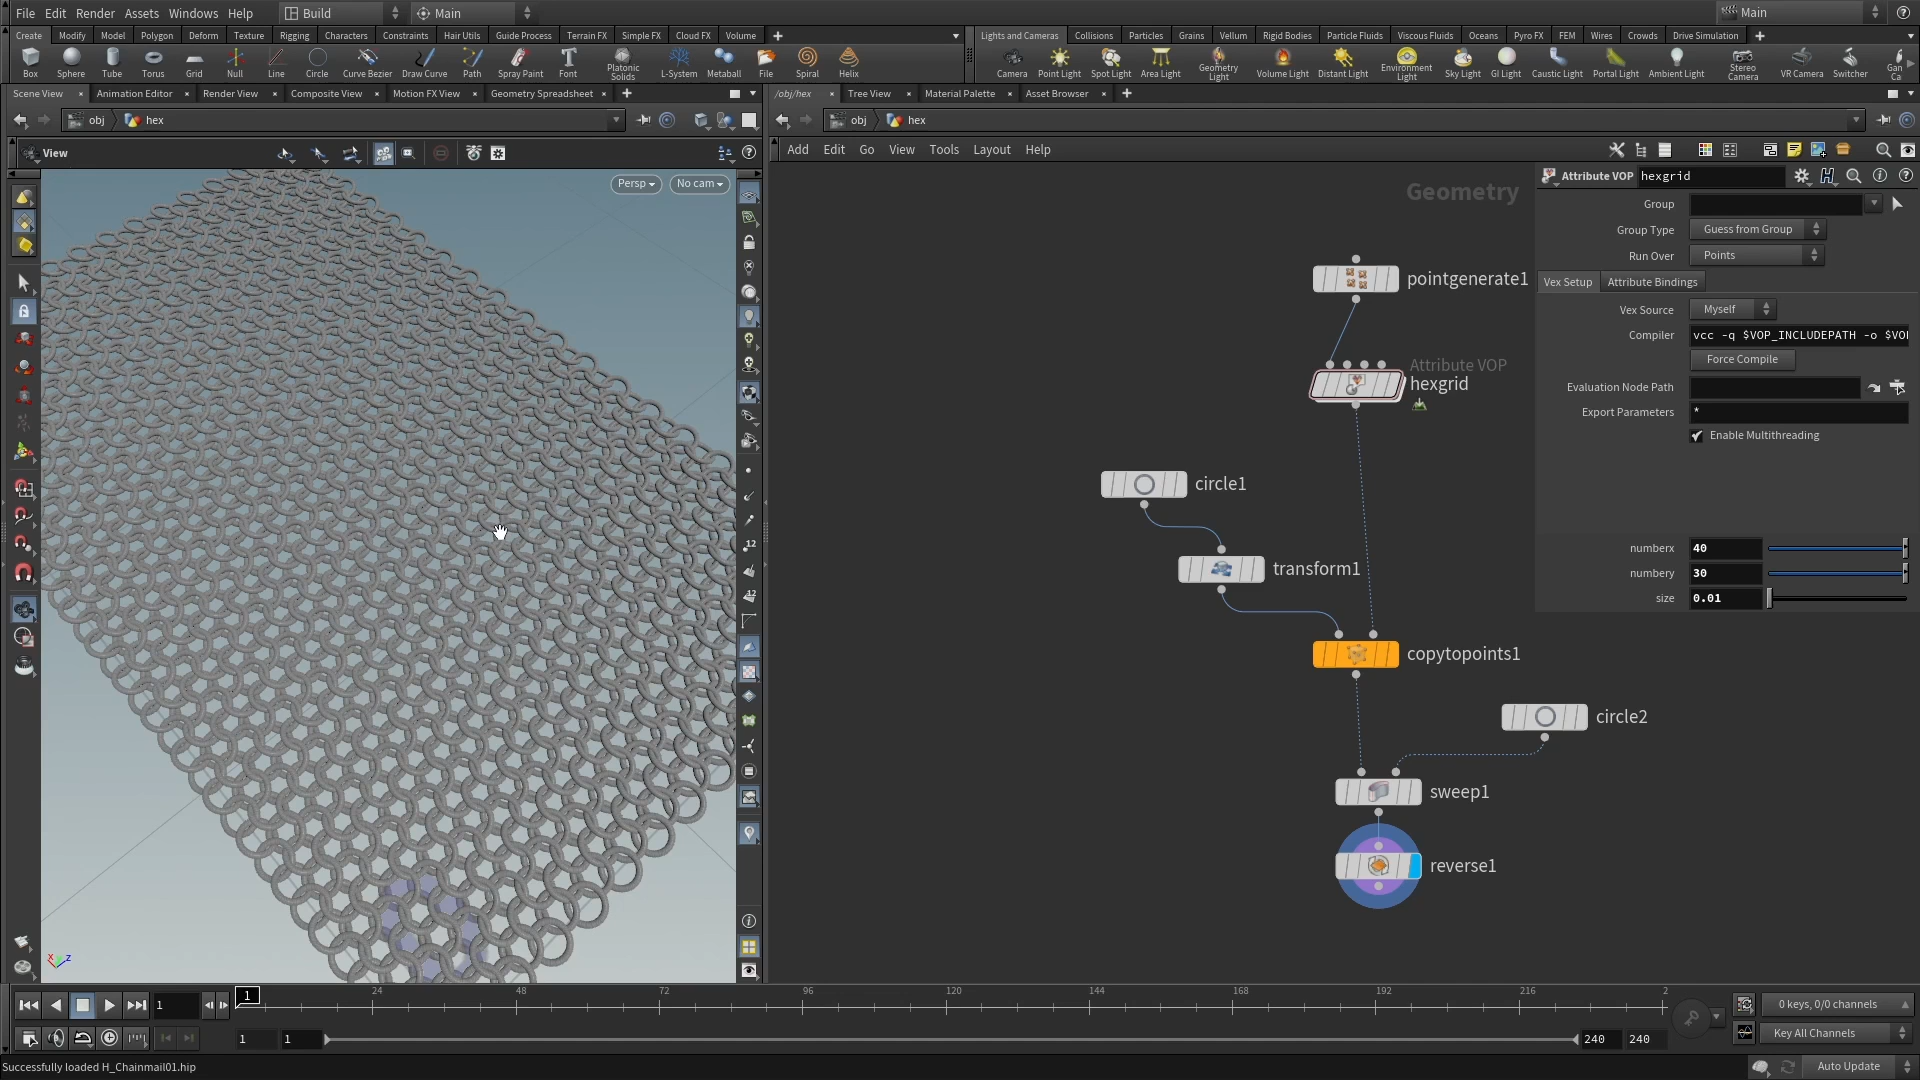 File Edit Render Assets Windows Help Build Main Main
Create Modify Model Polygon Deform Texture Rigging Characters Constraints Hair Utils Guide Process Terrain FX Simple FX Cloud FX Volume
Lights and Cameras Collisions Particles Grains Vellum Rigid Bodies Particle Fluids Viscous Fluids Oceans Pyro FX FEM Wires Crowds Drive Simulation
Box Sphere Tube Torus Grid Null Line Circle Curve Bezier Draw Curve Path Spray Paint Font Platonic Solids L-System Metaball File Spiral Helix
Camera Point Light Spot Light Area Light Geometry Light Volume Light Distant Light Environment Light Sky Light GI Light Caustic Light Portal Light Ambient Light Stereo Camera VR Camera Switcher Gan Ca
Scene View Animation Editor Render View Composite View Motion FX View Geometry Spreadsheet
/obj/hex Tree View Material Palette Asset Browser
obj hex
obj hex
View
Add Edit Go View Tools Layout Help
Persp No cam
Geometry
Attribute VOP hexgrid
Group
Group Type Guess from Group
Run Over Points
Vex Setup Attribute Bindings
Vex Source Myself
Compiler vcc -q $VOP_INCLUDEPATH -o $VOP
Force Compile
Evaluation Node Path
Export Parameters *
Enable Multithreading
numberx 40
numbery 30
size 0.01
pointgenerate1
Attribute VOP
hexgrid
circle1
transform1
copytopoints1
circle2
sweep1
reverse1
12
12
x z
1 1 24 48 72 96 120 144 168 192 216 2
0 keys, 0/0 channels
1 1 240 240
Key All Channels
Successfully loaded H_Chainmail01.hip
Auto Update